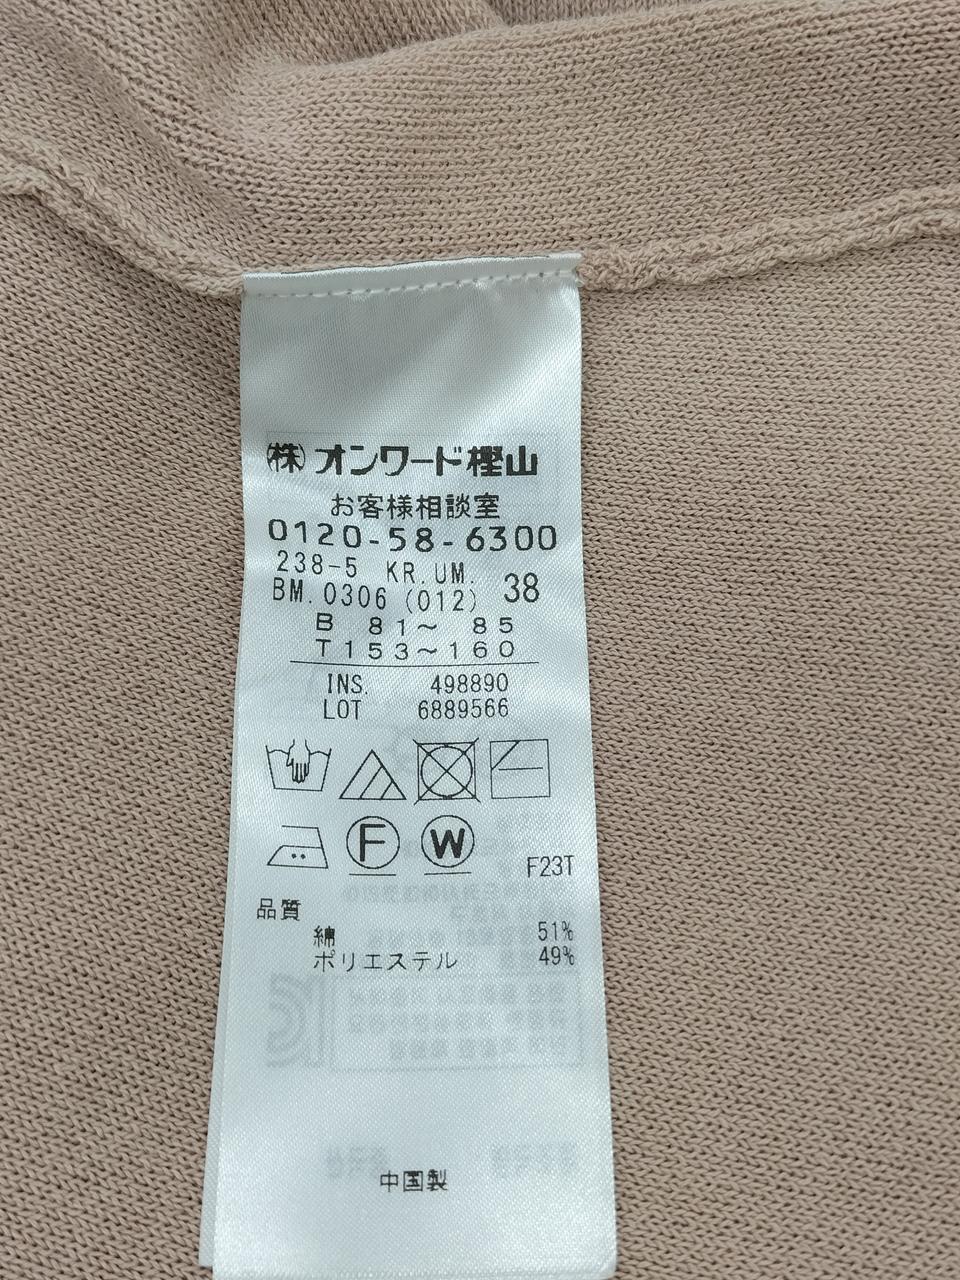 ㈱オンワード樫山
お客様相談室
0120-58-6300
238-5 KR.UM.
BM.0306 (012) 38
B 81～ 85
T153～160
INS. 498890
LOT 6889566
F W
F23T
品質
綿 51%
ポリエステル 49%
中国製